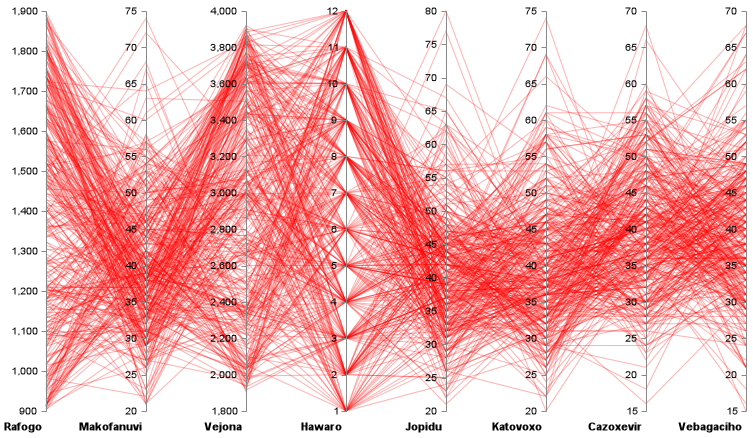 1,900 75 4,000 12 80 75 70 70
1,800 70 3,800 11 75 70 65 65
1,700 65 3,600 10 70 65 60 60
1,600 60 3,400 9 65 60 55 55
1,500 55 3,200 8 60 55 50 50
1,400 50 3,000 7 55 50 45 45
1,300 45 2,800 6 50 45 40 40
1,200 40 2,600 5 45 40 35 35
1,100 35 2,400 4 40 35 30 30
1,000 30 2,200 3 35 30 25 25
900 25 2,000 2 30 25 20 20
20 1,800 1 25 20 15 15
20
Rafogo Makofanuvi Vejona Hawaro Jopidu Katovoxo Cazoxevir Vebagaciho